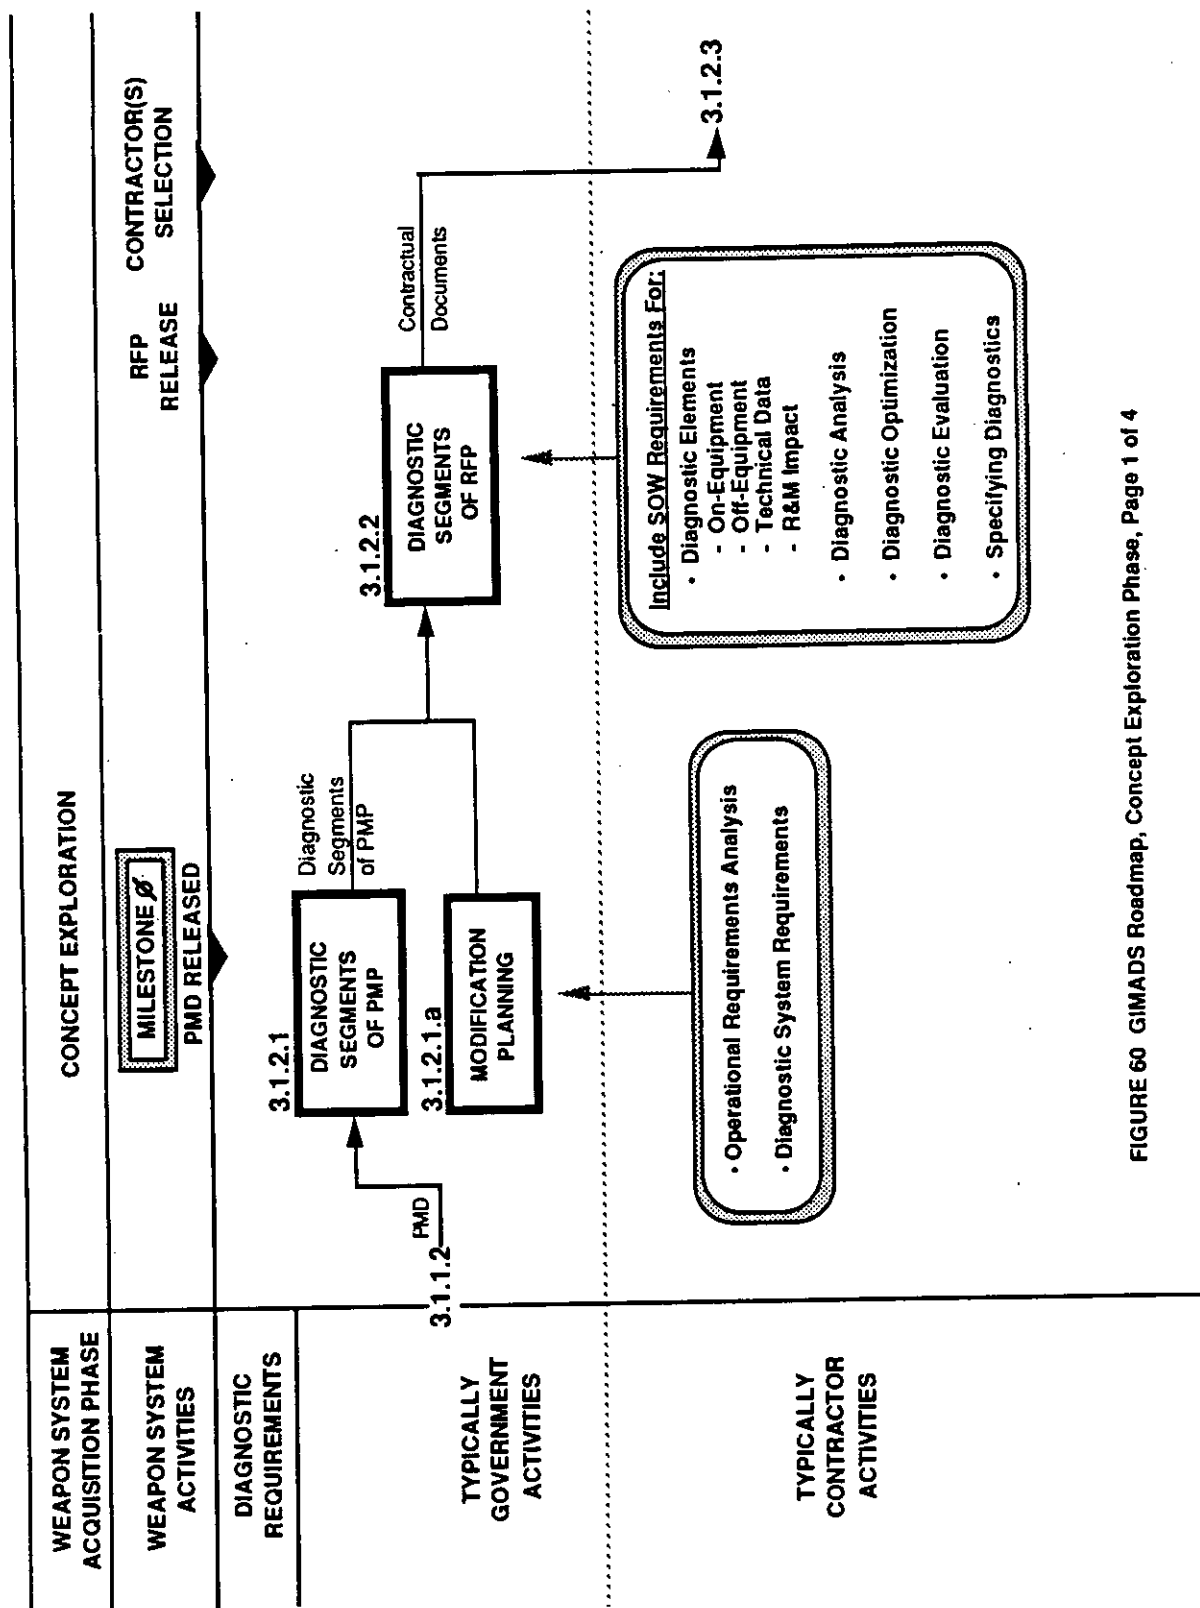 WEAPON SYSTEM
ACQUISITION PHASE
CONCEPT EXPLORATION
WEAPON SYSTEM
ACTIVITIES
MILESTONE Ø
PMD RELEASED
RFP
RELEASE
CONTRACTOR(S)
SELECTION
DIAGNOSTIC
REQUIREMENTS
TYPICALLY
GOVERNMENT
ACTIVITIES
3.1.1.2
PMD
3.1.2.1
DIAGNOSTIC
SEGMENTS
OF PMP
Diagnostic
Segments
of PMP
3.1.2.1.a
MODIFICATION
PLANNING
3.1.2.2
DIAGNOSTIC
SEGMENTS
OF RFP
Contractual
Documents
3.1.2.3
TYPICALLY
CONTRACTOR
ACTIVITIES
• Operational Requirements Analysis
• Diagnostic System Requirements
Include SOW Requirements For:
• Diagnostic Elements
- On-Equipment
- Off-Equipment
- Technical Data
- R&M Impact
• Diagnostic Analysis
• Diagnostic Optimization
• Diagnostic Evaluation
• Specifying Diagnostics
FIGURE 60 GIMADS Roadmap, Concept Exploration Phase, Page 1 of 4